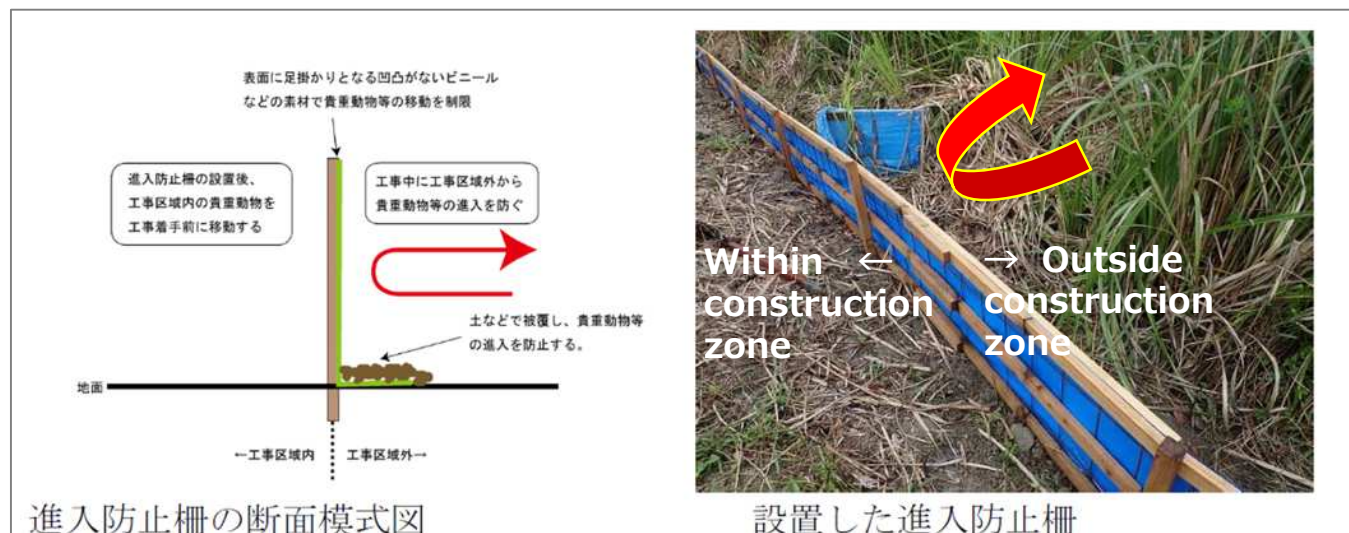 表面に足掛かりとなる凹凸がないビニール
などの素材で貴重動物等の移動を制限
進入防止柵の設置後、
工事区域内の貴重動物を
工事着手前に移動する
工事中に工事区域外から
貴重動物等の進入を防ぐ
土などで被覆し、貴重動物等
の進入を防止する。
地面
←工事区域内
工事区域外→
進入防止柵の断面模式図
Within ←
construction
zone
→ Outside
construction
zone
設置した進入防止柵